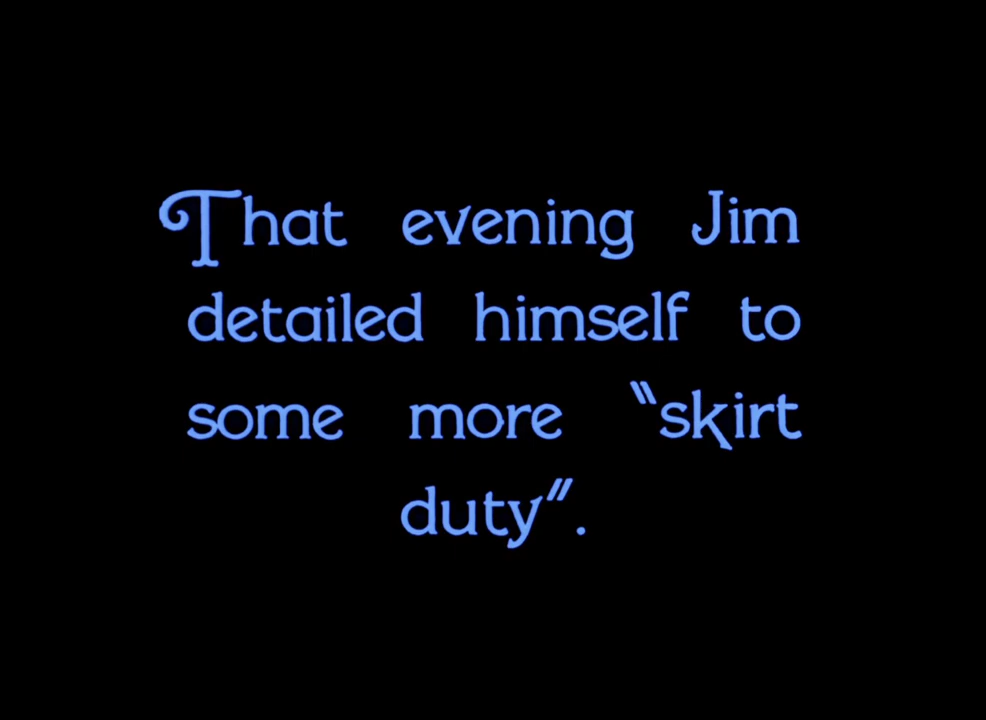 That evening Jim
detailed himself to
some more “skirt
duty”.